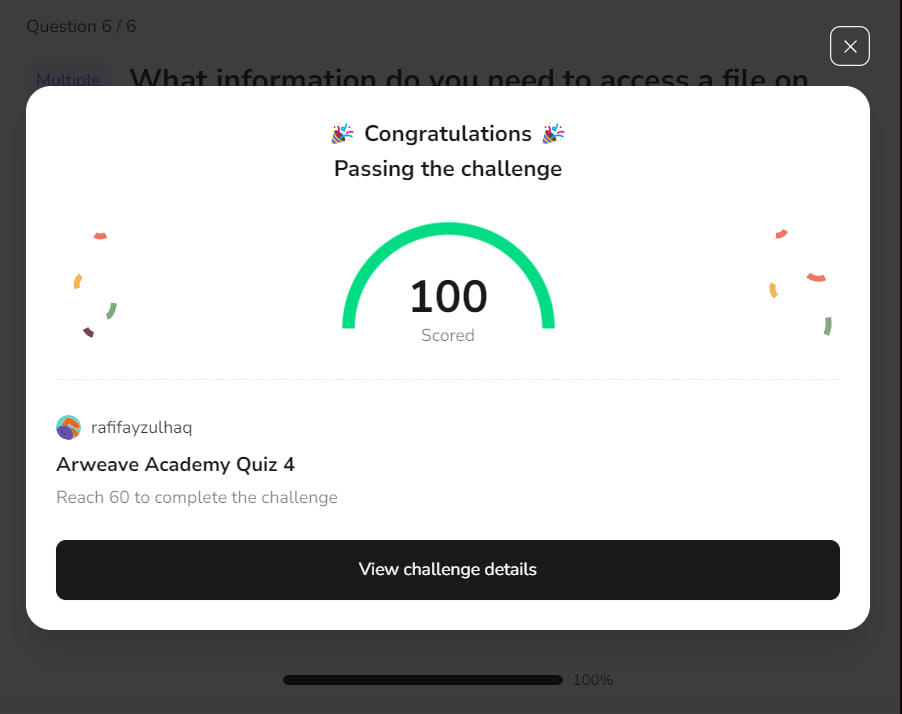 Question 6 / 6
Multiple
What information do you need to access a file on
Congratulations
Passing the challenge
100
Scored
rafifayzulhaq
Arweave Academy Quiz 4
Reach 60 to complete the challenge
View challenge details
100%